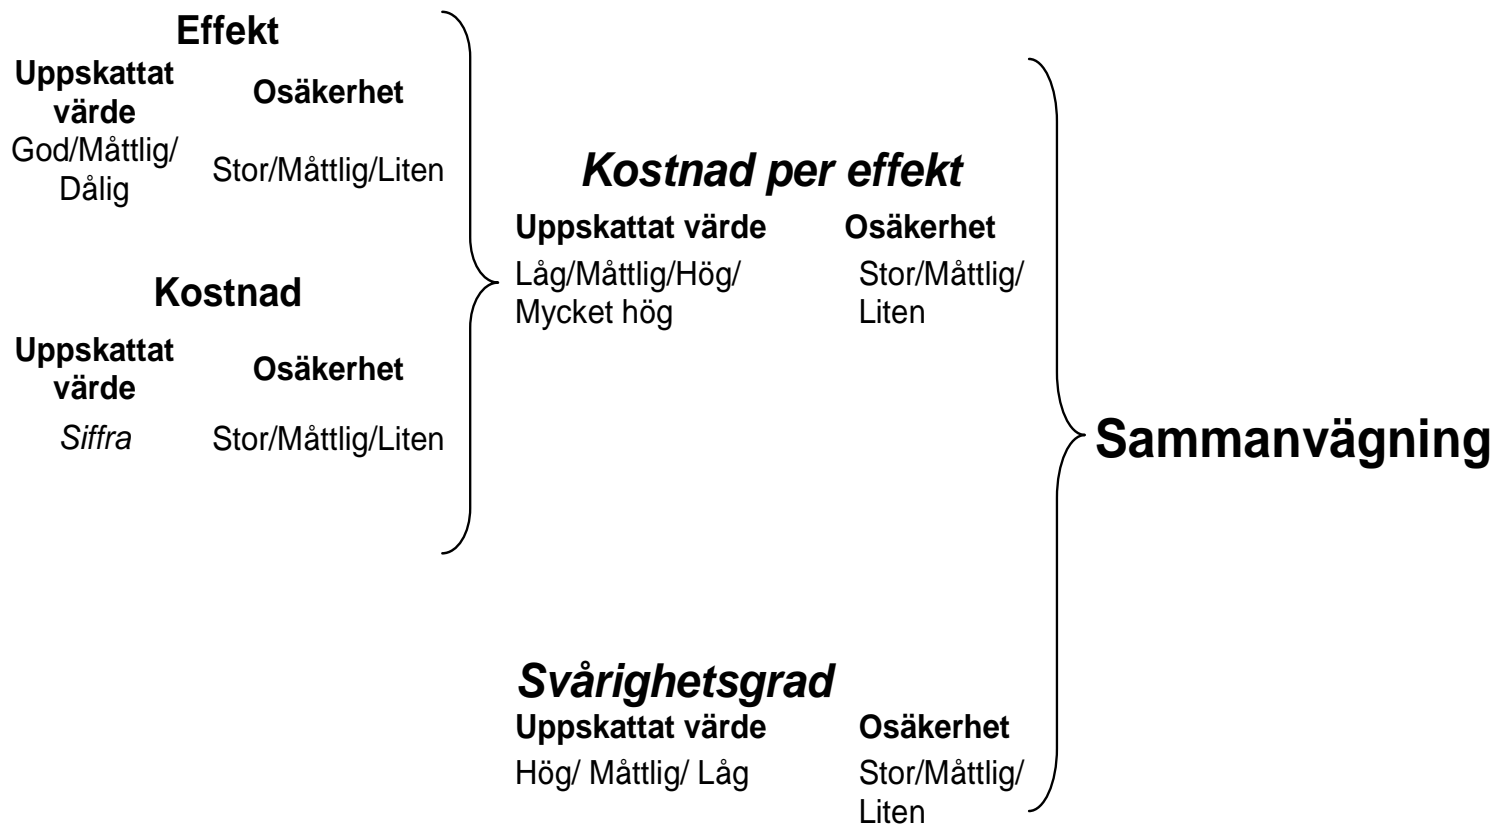 Effekt
Uppskattat
värde
Osäkerhet
God/Måttlig/
Dålig
Stor/Måttlig/Liten
Kostnad
Uppskattat
värde
Osäkerhet
Siffra
Stor/Måttlig/Liten
Kostnad per effekt
Uppskattat värde
Osäkerhet
Låg/Måttlig/Hög/
Mycket hög
Stor/Måttlig/
Liten
Svårighetsgrad
Uppskattat värde
Osäkerhet
Hög/ Måttlig/ Låg
Stor/Måttlig/
Liten
Sammanvägning